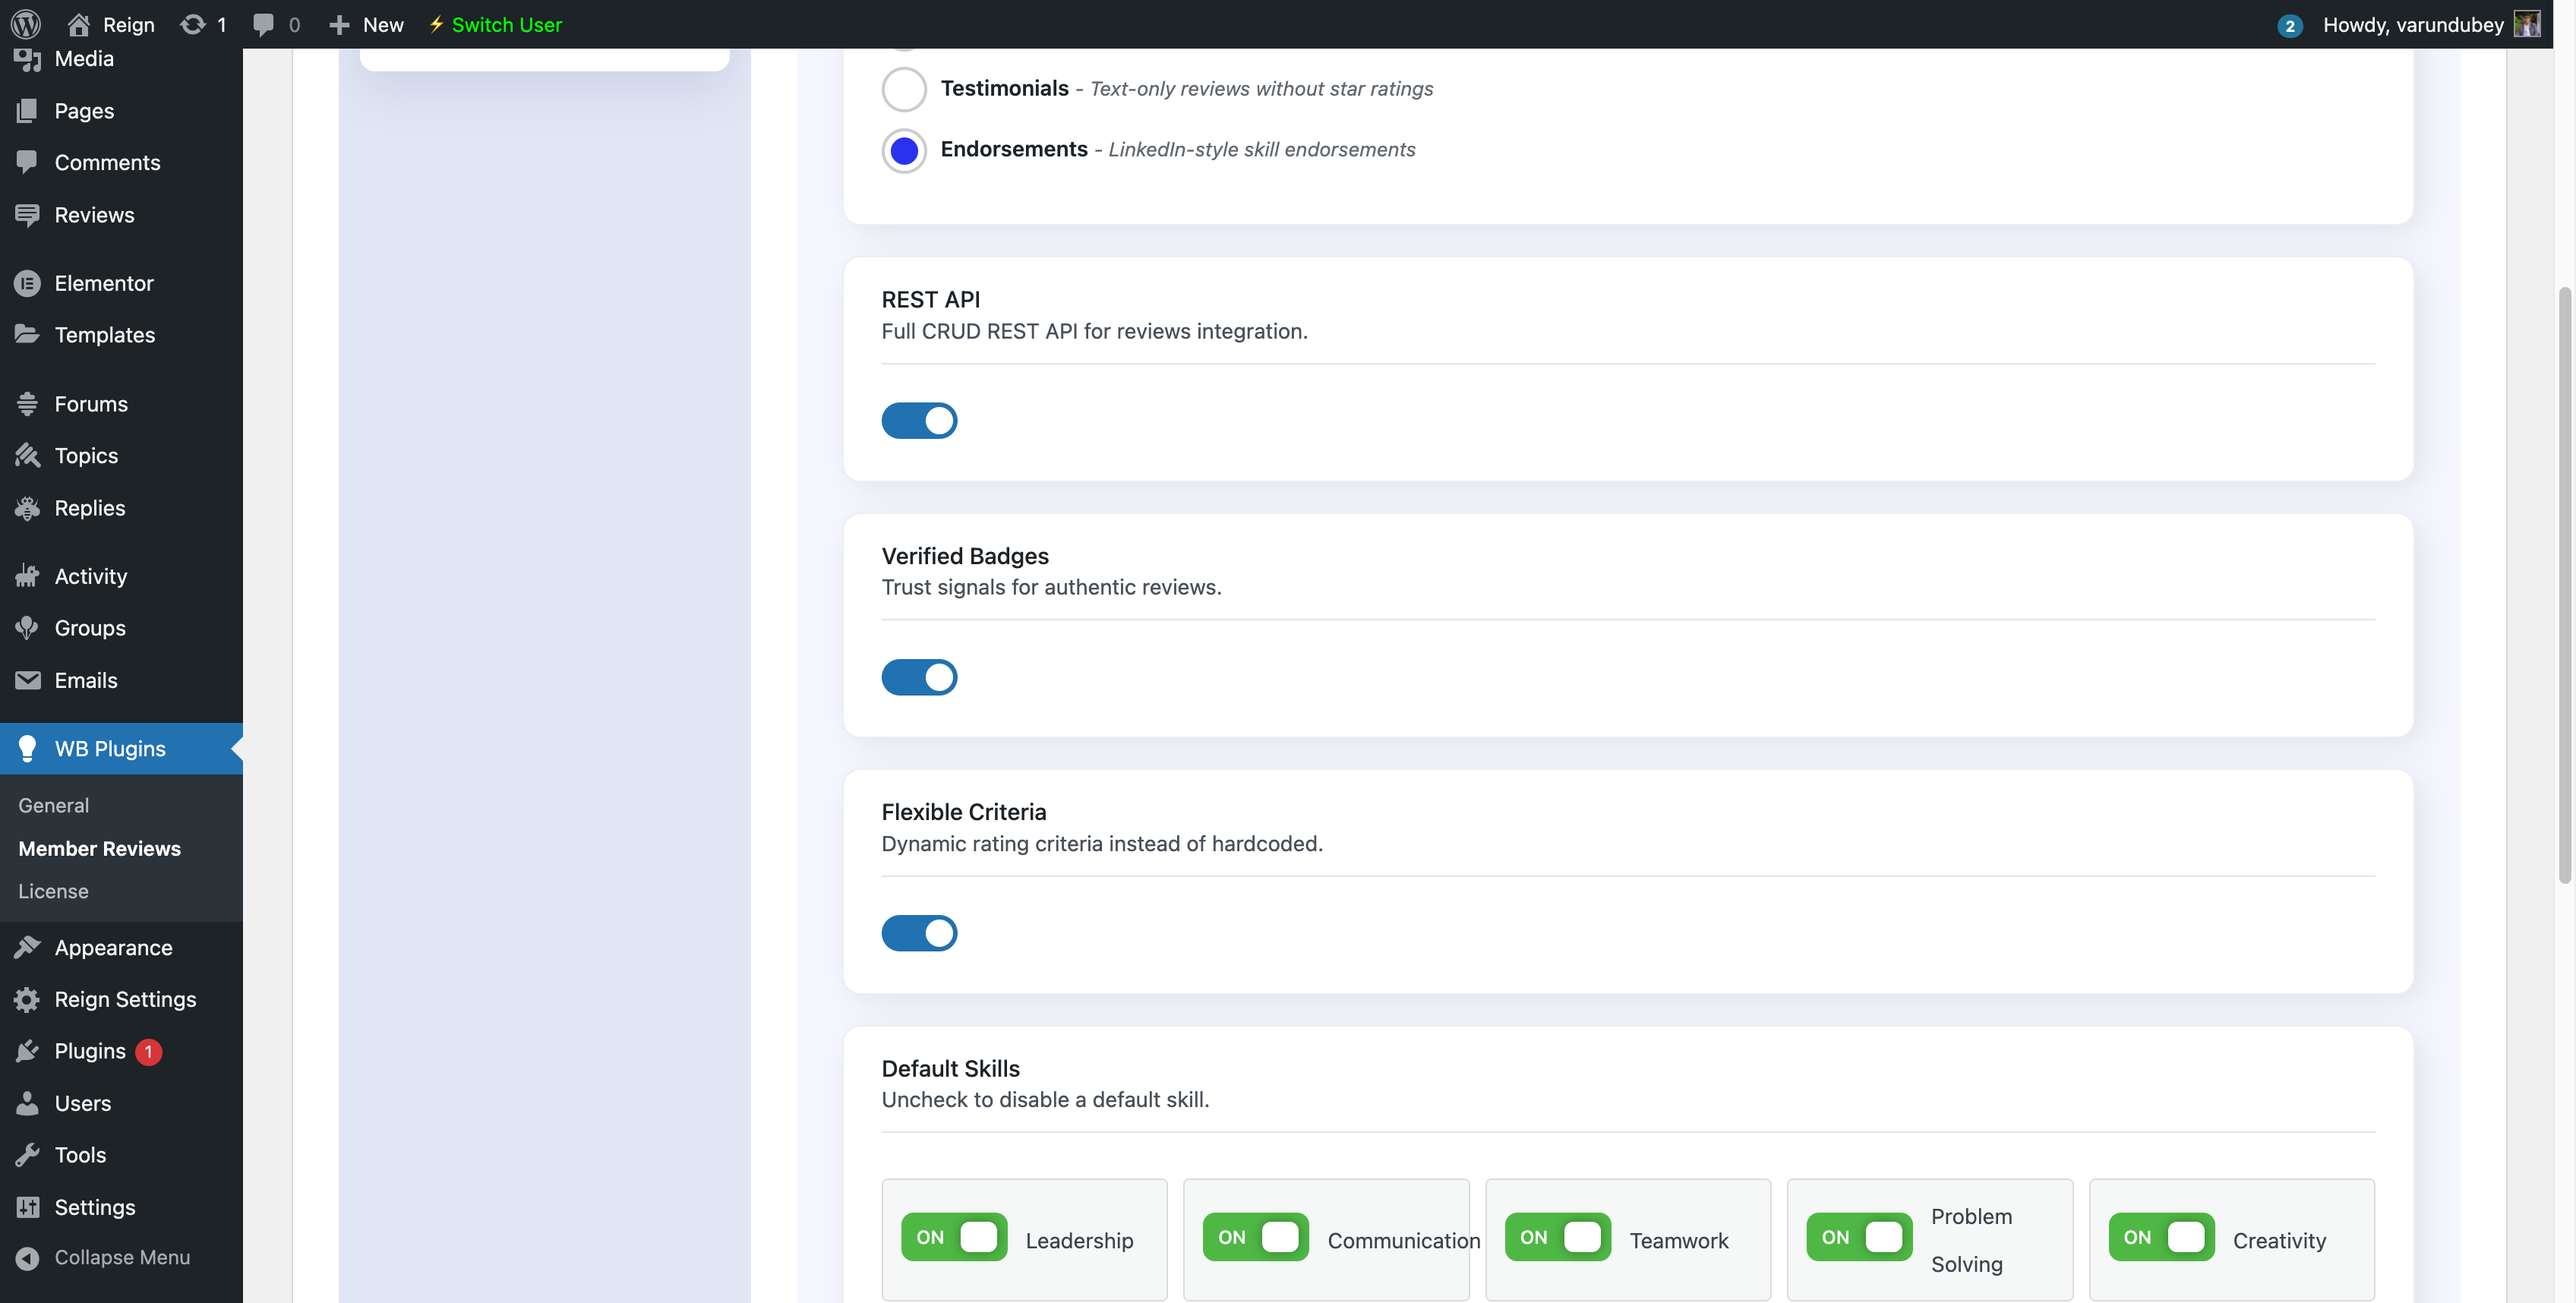 Reign
1
0
New
Switch User
2
Howdy, varundubey
Media
Pages
Comments
Reviews
Elementor
Templates
Forums
Topics
Replies
Activity
Groups
Emails
WB Plugins
General
Member Reviews
License
Appearance
Reign Settings
Plugins 1
Users
Tools
Settings
Collapse Menu
Testimonials - Text-only reviews without star ratings
Endorsements - LinkedIn-style skill endorsements
REST API
Full CRUD REST API for reviews integration.
Verified Badges
Trust signals for authentic reviews.
Flexible Criteria
Dynamic rating criteria instead of hardcoded.
Default Skills
Uncheck to disable a default skill.
ON Leadership
ON Communication
ON Teamwork
ON Problem
Solving
ON Creativity